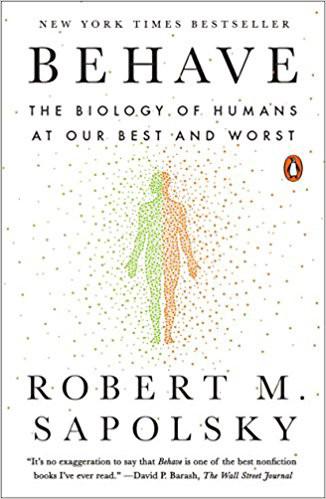 NEW YORK TIMES BESTSELLER
BEHAVE
THE BIOLOGY OF HUMANS
AT OUR BEST AND WORST
ROBERT M.
SAPOLSKY
"It's no exaggeration to say that Behave is one of the best nonfiction
books I've ever read." —David P. Barash, The Wall Street Journal